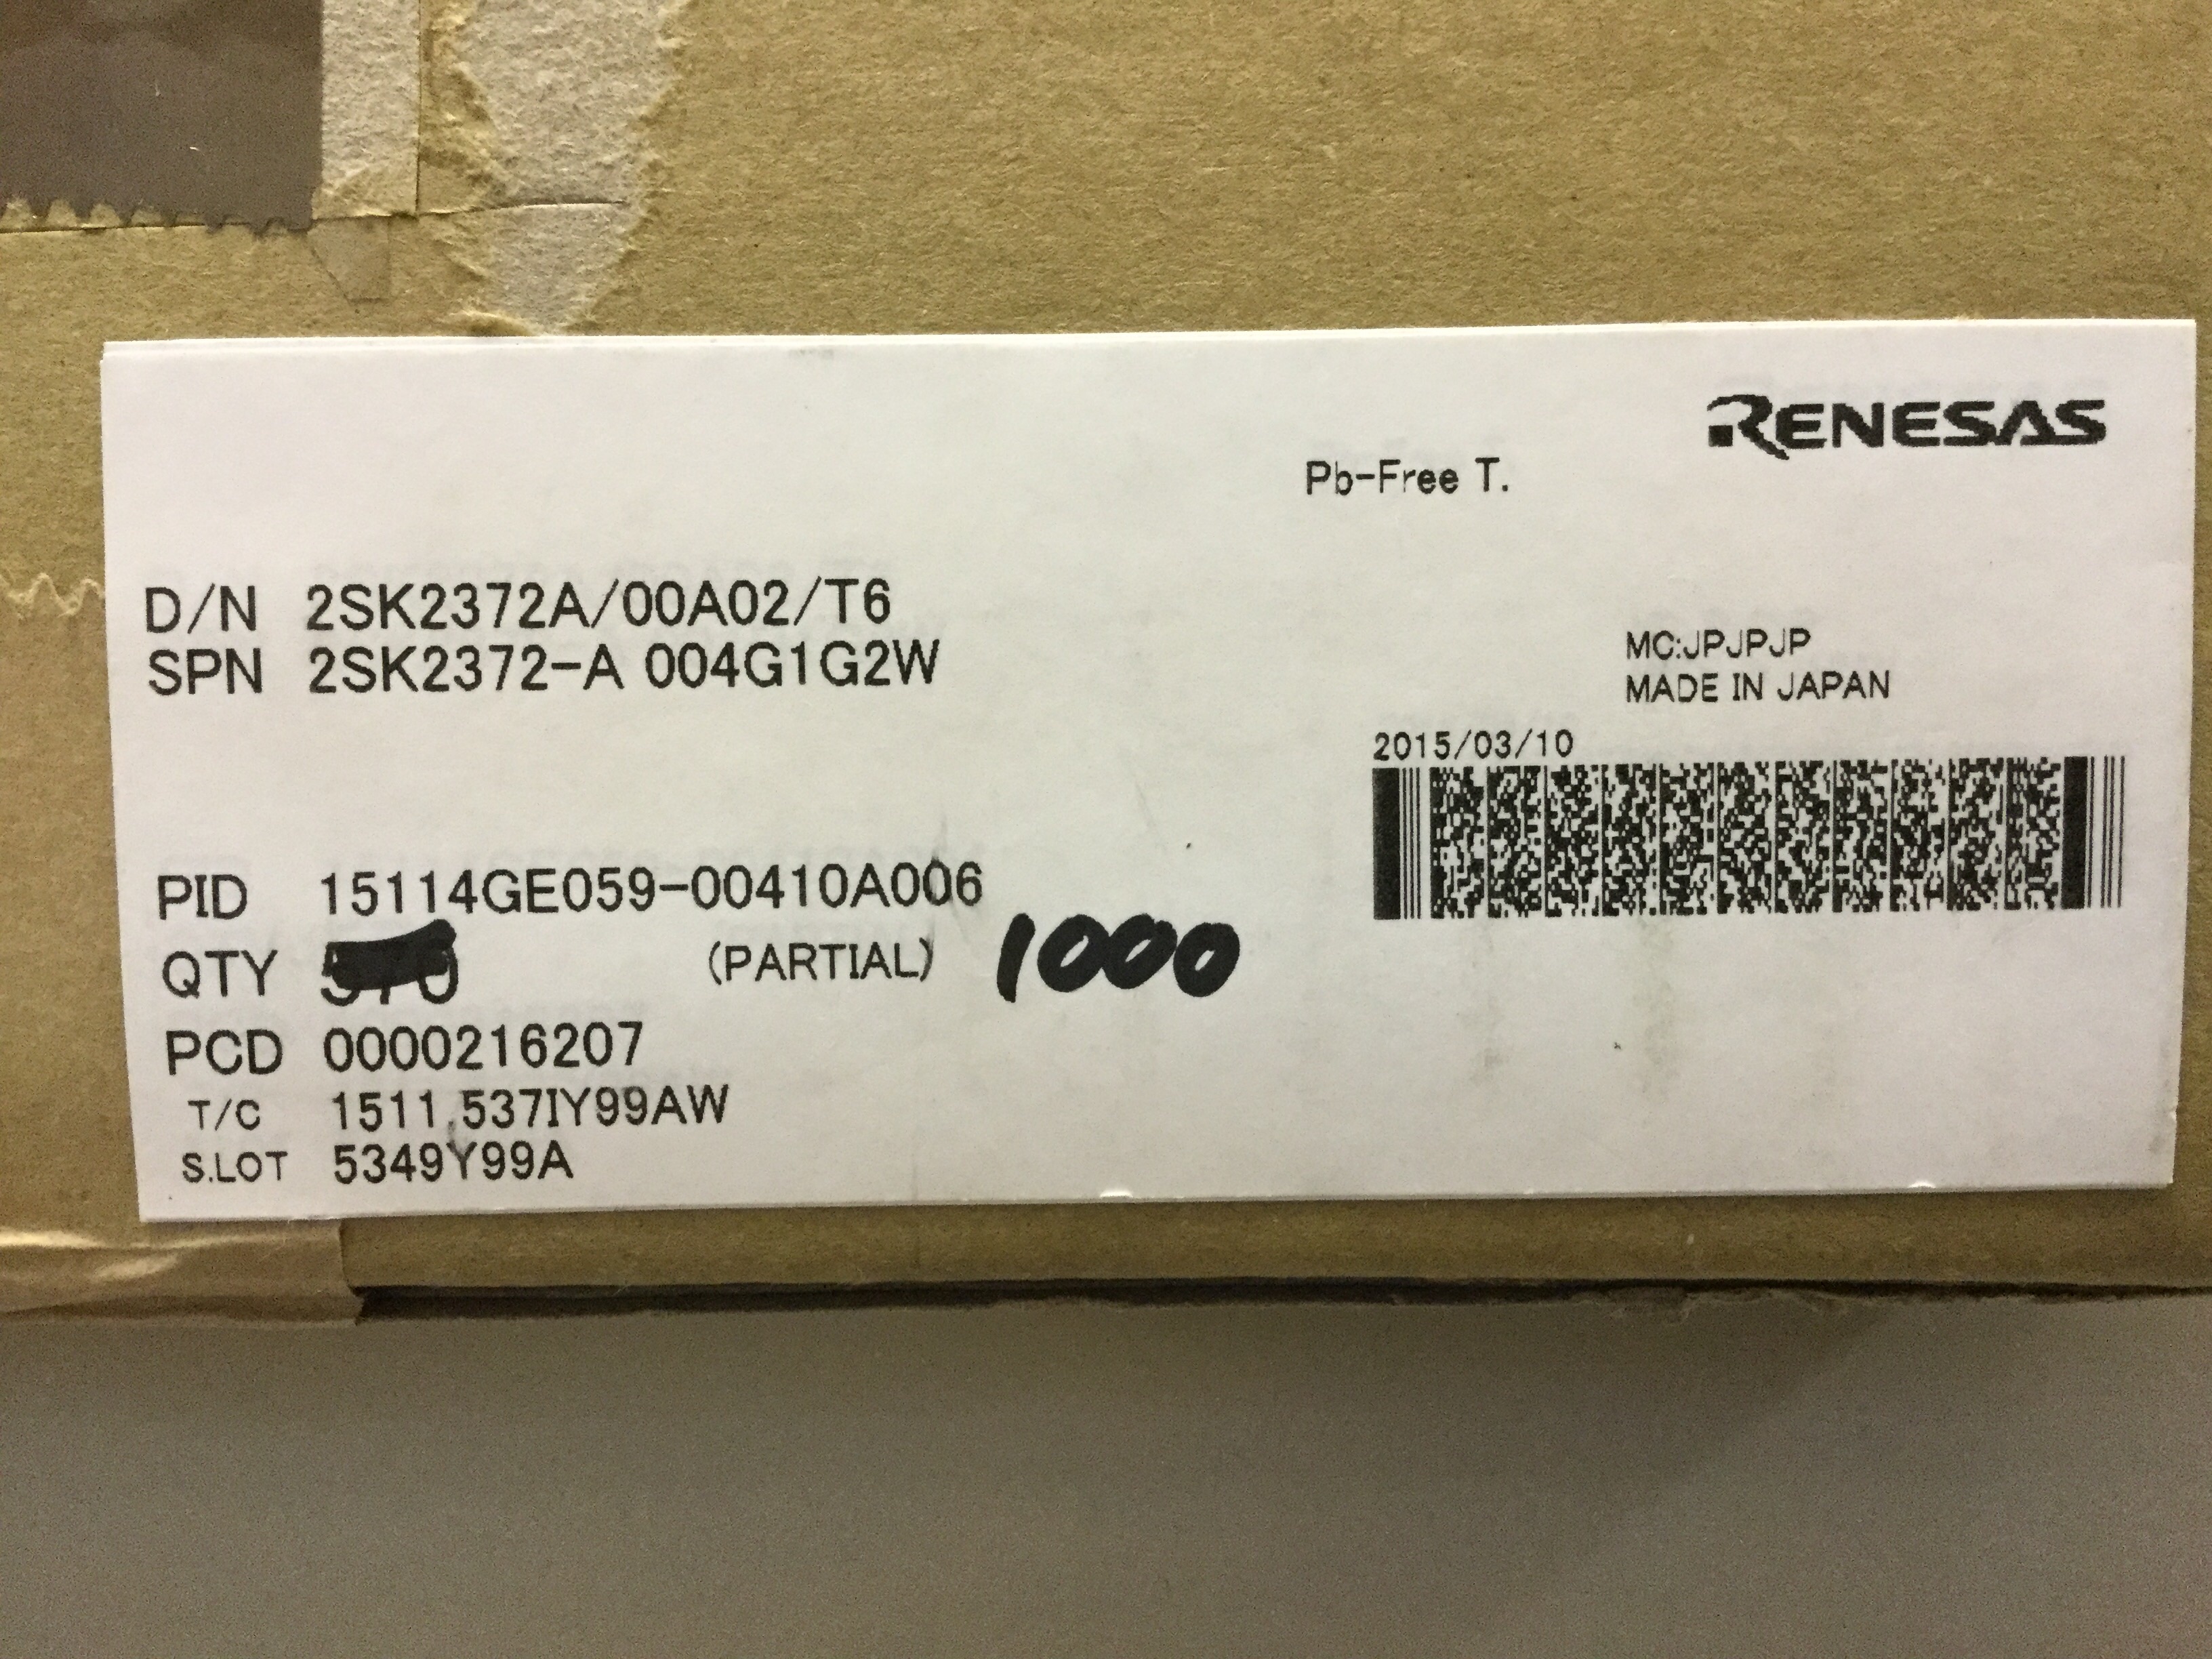 RENESAS
Pb-Free T.
D/N 2SK2372A/00A02/T6
SPN 2SK2372-A 004G1G2W
MC:JPJPJP
MADE IN JAPAN
2015/03/10
PID 15114GE059-00410A006
QTY (PARTIAL) 1000
PCD 0000216207
T/C 1511.537IY99AW
S.LOT 5349Y99A